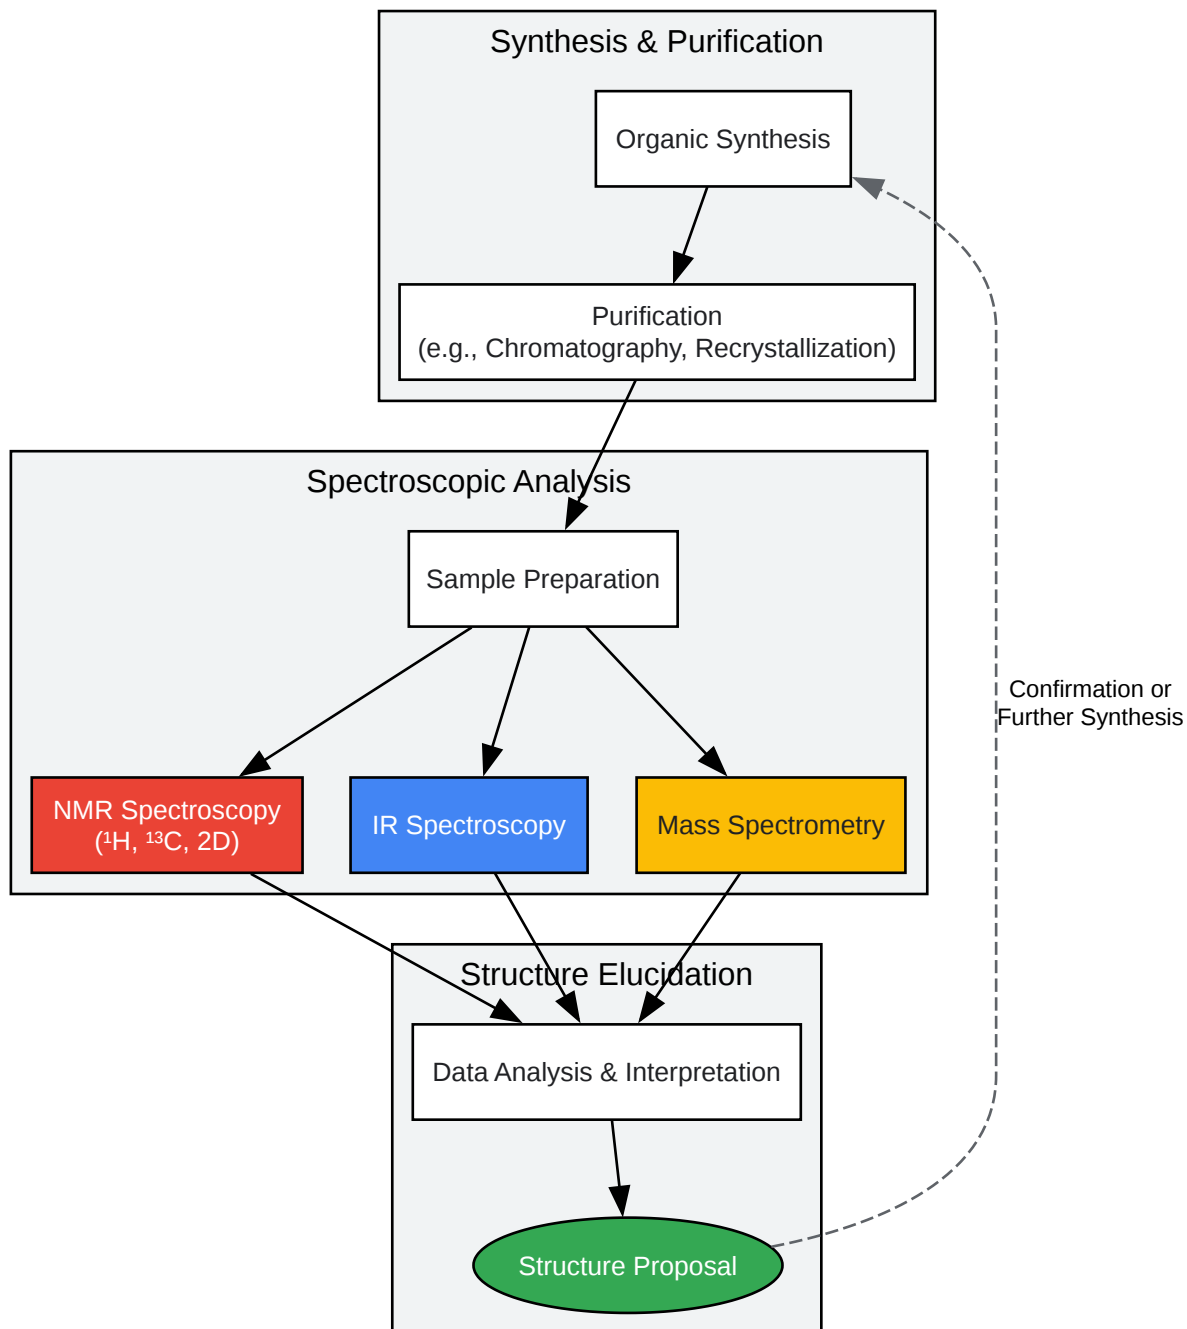 Synthesis & Purification
Organic Synthesis
Purification
(e.g., Chromatography, Recrystallization)
Spectroscopic Analysis
Sample Preparation
Confirmation or
Further Synthesis
NMR Spectroscopy
(¹H, ¹³C, 2D)
IR Spectroscopy
Mass Spectrometry
Structure Elucidation
Data Analysis & Interpretation
Structure Proposal